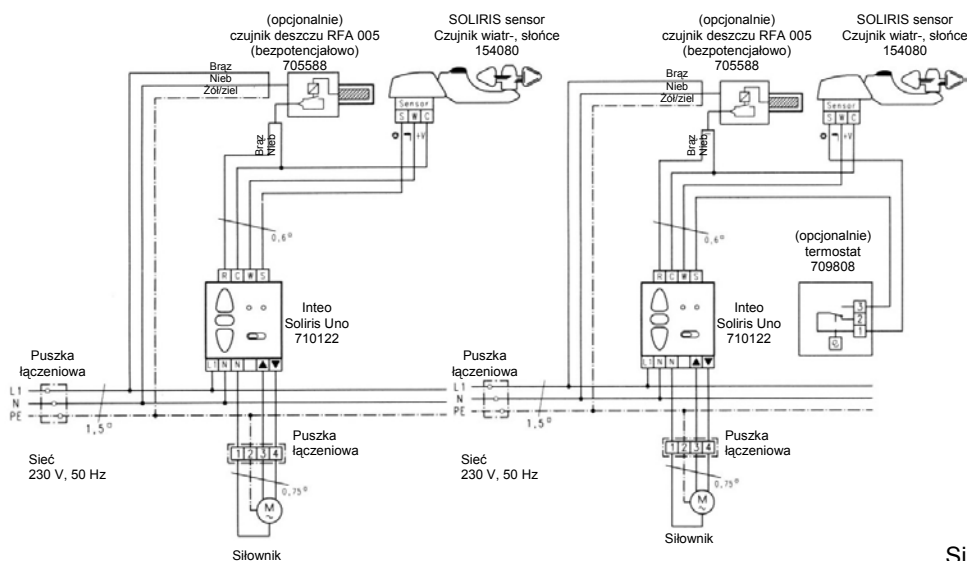 (opcjonalnie)
czujnik deszczu RFA 005
(bezpotencjałowo)
705588
SOLIRIS sensor
Czujnik wiatr-, słońce
154080
Brąz
Nieb
Żół/ziel
Sensor
S W C
+V
Brąz
Nieb
0,6°
R C W S
Inteo
Soliris Uno
710122
L1 N N ▲ ▼
Puszka
łączeniowa
L1
N
PE
1,5°
Sieć
230 V, 50 Hz
Puszka
łączeniowa
1 2 3 4
0,75°
M
~
Siłownik
(opcjonalnie)
czujnik deszczu RFA 005
(bezpotencjałowo)
705588
SOLIRIS sensor
Czujnik wiatr-, słońce
154080
Brąz
Nieb
Żół/ziel
Sensor
S W C
+V
Brąz
Nieb
0,6°
(opcjonalnie)
termostat
709808
3
2
1
R C W S
Inteo
Soliris Uno
710122
L1 N N ▲ ▼
Puszka
łączeniowa
L1
N
PE
1,5°
Sieć
230 V, 50 Hz
Puszka
łączeniowa
1 2 3 4
0,75°
M
~
Siłownik
Si